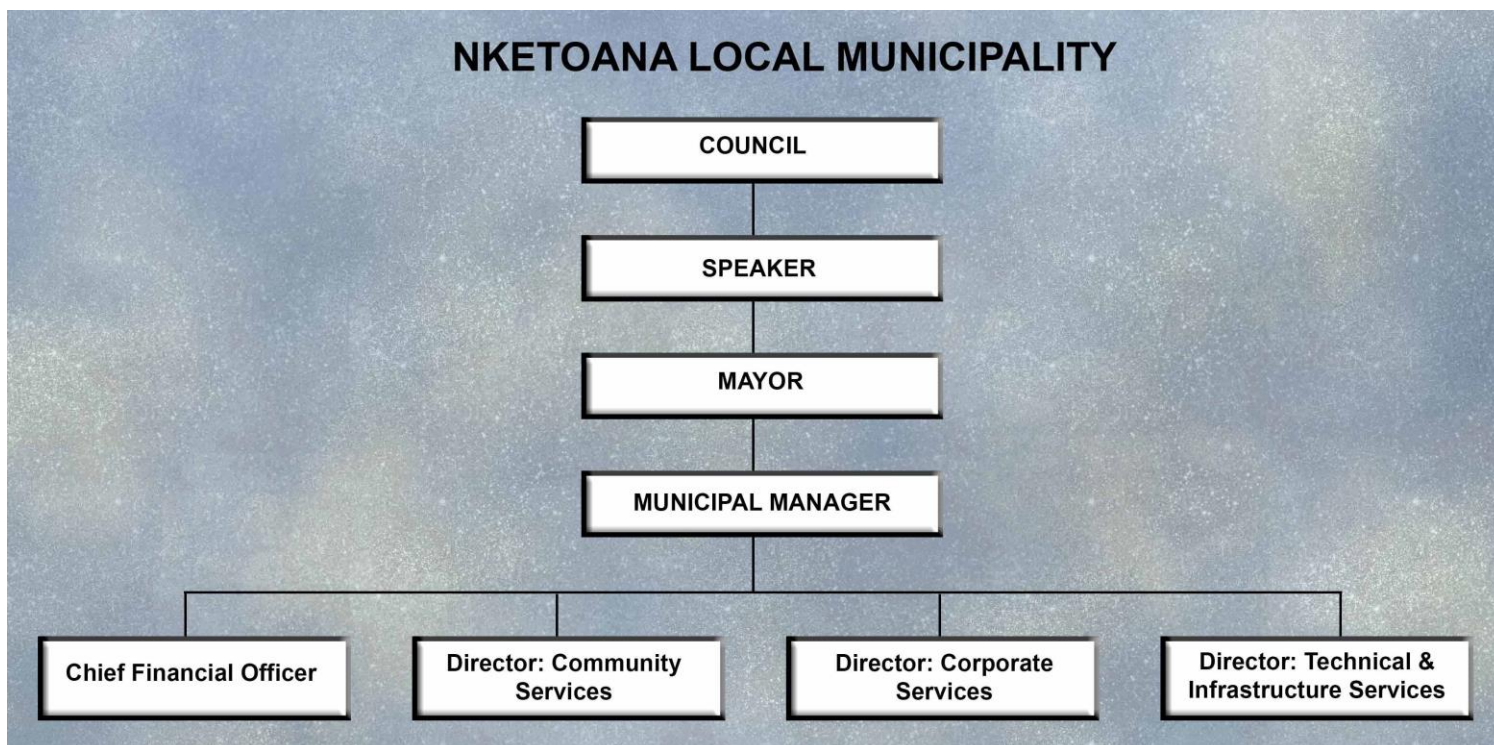 NKETOANA LOCAL MUNICIPALITY
COUNCIL
SPEAKER
MAYOR
MUNICIPAL MANAGER
Chief Financial Officer
Director: Community
Services
Director: Corporate
Services
Director: Technical &
Infrastructure Services